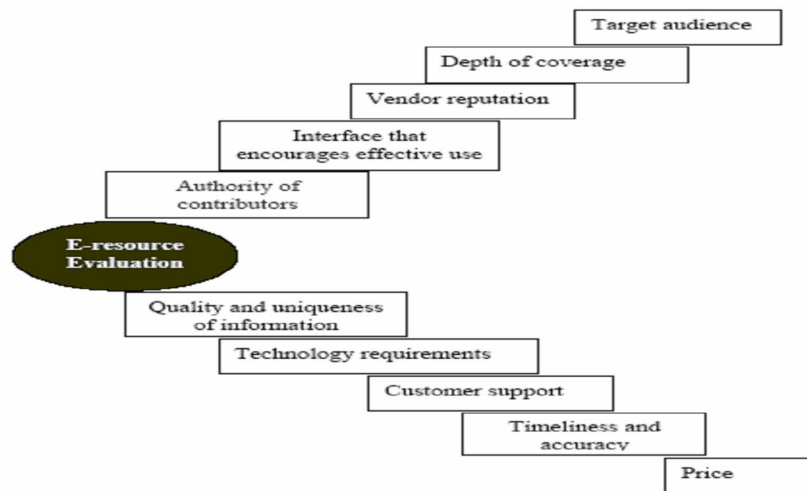 Target audience
Depth of coverage
Vendor reputation
Interface that
encourages effective use
Authority of
contributors
E-resource
Evaluation
Quality and uniqueness
of information
Technology requirements
Customer support
Timeliness and
accuracy
Price